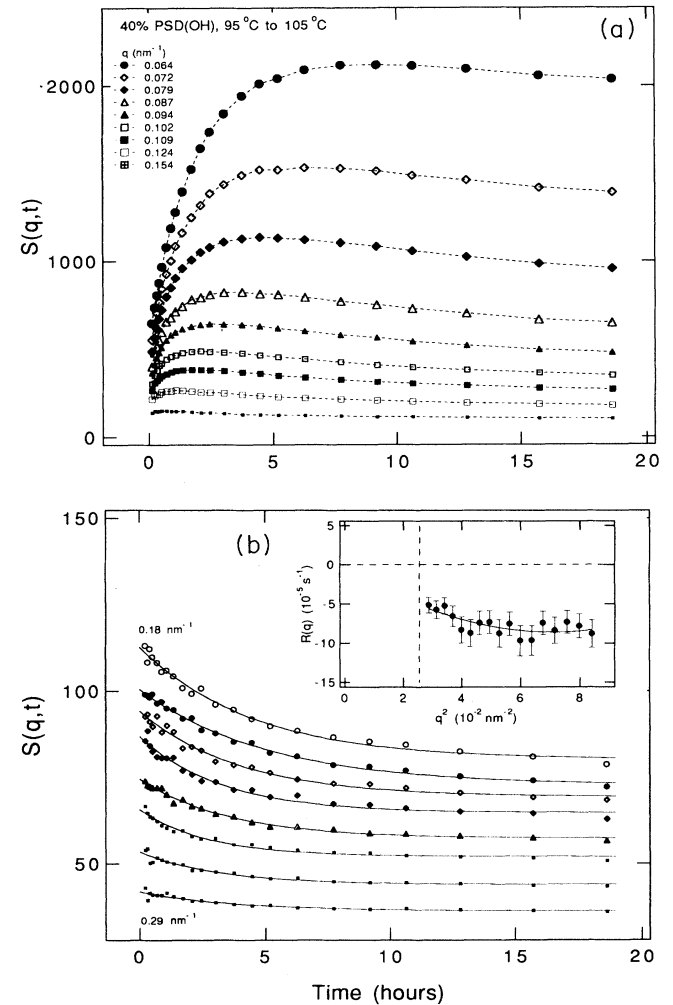 40% PSD(OH), 95 °C to 105 °C
(a)
q (nm⁻¹)
0.064
0.072
0.079
0.087
0.094
0.102
0.109
0.124
0.154
S(q,t)
2000
1000
0
0 5 10 15 20
(b)
150
100
50
S(q,t)
0.18 nm⁻¹
0.29 nm⁻¹
R(q) (10⁻⁵ s⁻¹)
5
0
-5
-10
-15
0 2 4 6 8
q² (10⁻² nm⁻²)
0 5 10 15 20
Time (hours)